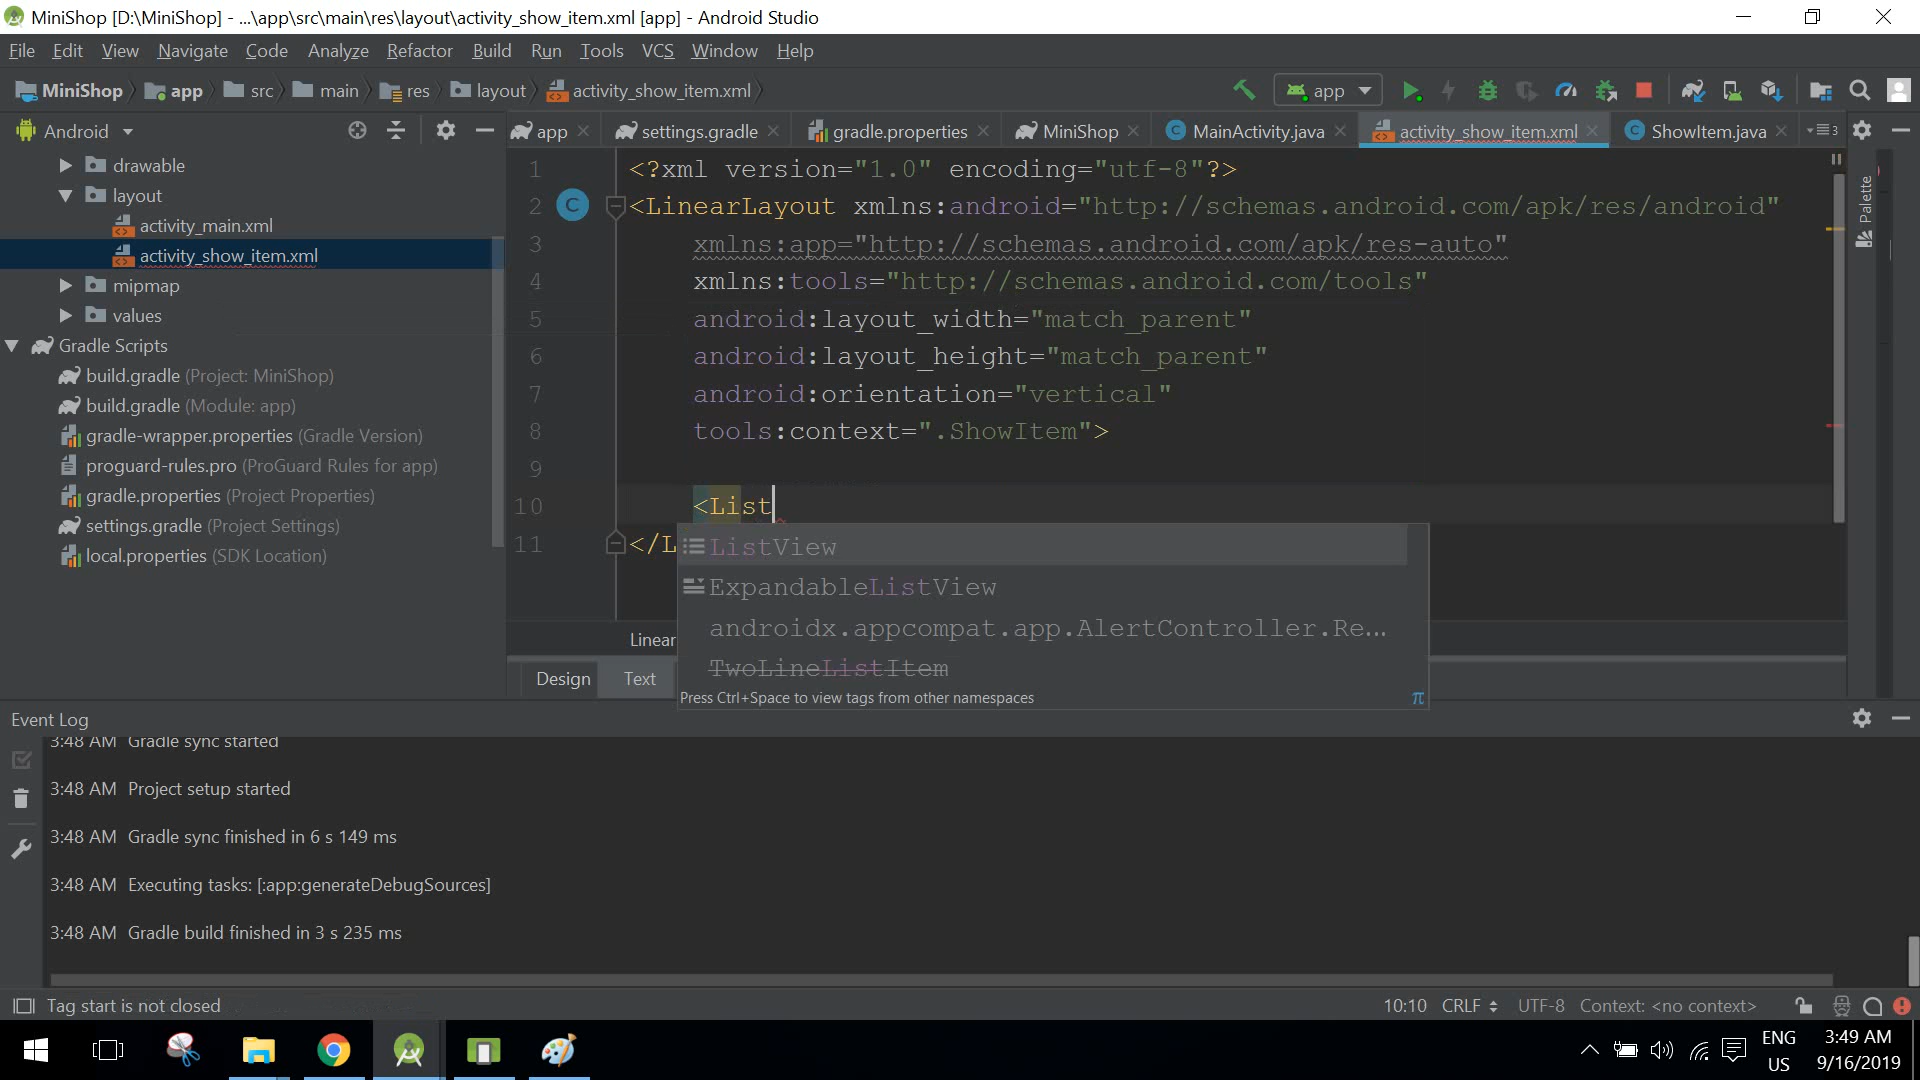 MiniShop [D:\MiniShop] - ...\app\src\main\res\layout\activity_show_item.xml [app] - Android Studio
File Edit View Navigate Code Analyze Refactor Build Run Tools VCS Window Help
MiniShop app src main res layout activity_show_item.xml app
Android app settings.gradle gradle.properties MiniShop MainActivity.java activity_show_item.xml ShowItem.java 3
drawable
layout
activity_main.xml
activity_show_item.xml
mipmap
values
Gradle Scripts
build.gradle (Project: MiniShop)
build.gradle (Module: app)
gradle-wrapper.properties (Gradle Version)
proguard-rules.pro (ProGuard Rules for app)
gradle.properties (Project Properties)
settings.gradle (Project Settings)
local.properties (SDK Location)
1 <?xml version="1.0" encoding="utf-8"?>
2 C <LinearLayout xmlns:android="http://schemas.android.com/apk/res/android"
3 xmlns:app="http://schemas.android.com/apk/res-auto"
4 xmlns:tools="http://schemas.android.com/tools"
5 android:layout_width="match_parent"
6 android:layout_height="match_parent"
7 android:orientation="vertical"
8 tools:context=".ShowItem">
9
10 <List
11 </L
ListView
ExpandableListView
androidx.appcompat.app.AlertController.Re...
TwoLineListItem
Press Ctrl+Space to view tags from other namespaces π
Linear
Design Text
Palette
Event Log
3:48 AM Gradle sync started
3:48 AM Project setup started
3:48 AM Gradle sync finished in 6 s 149 ms
3:48 AM Executing tasks: [:app:generateDebugSources]
3:48 AM Gradle build finished in 3 s 235 ms
Tag start is not closed 10:10 CRLF UTF-8 Context: <no context>
ENG
US
3:49 AM
9/16/2019